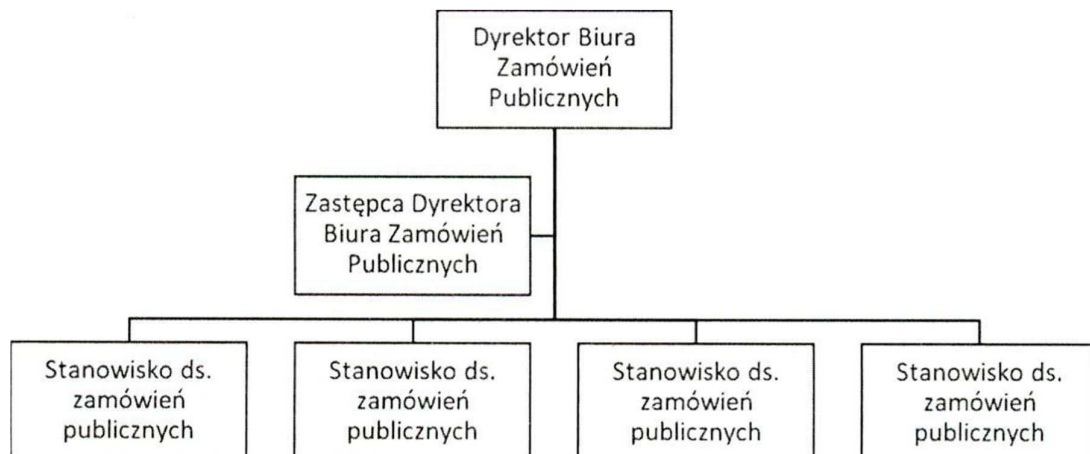 Dyrektor Biura
Zamówień
Publicznych
Zastępca Dyrektora
Biura Zamówień
Publicznych
Stanowisko ds.
zamówień
publicznych
Stanowisko ds.
zamówień
publicznych
Stanowisko ds.
zamówień
publicznych
Stanowisko ds.
zamówień
publicznych